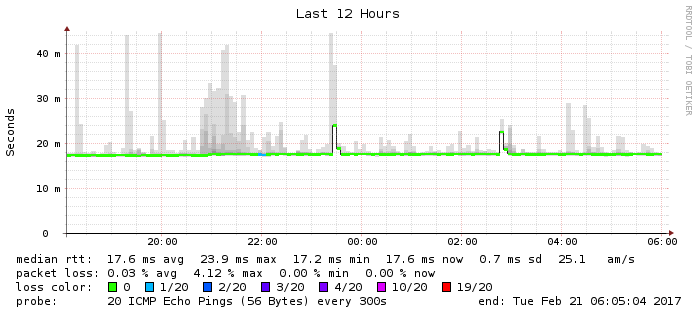 Last 12 Hours
RRDTOOL / TOBI OETIKER
Seconds
40 m
30 m
20 m
10 m
0
20:00 22:00 00:00 02:00 04:00 06:00
median rtt: 17.6 ms avg 23.9 ms max 17.2 ms min 17.6 ms now 0.7 ms sd 25.1 am/s
packet loss: 0.03 % avg 4.12 % max 0.00 % min 0.00 % now
loss color: 0 1/20 2/20 3/20 4/20 10/20 19/20
probe: 20 ICMP Echo Pings (56 Bytes) every 300s end: Tue Feb 21 06:05:04 2017